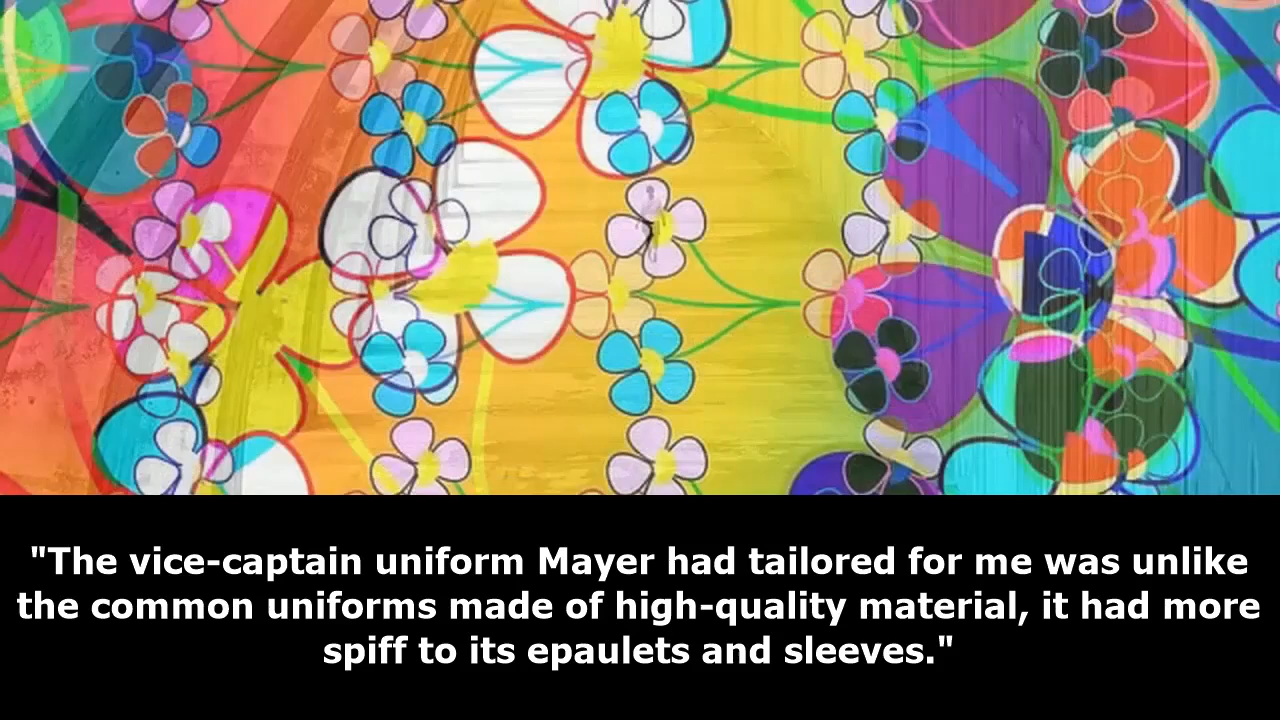 "The vice-captain uniform Mayer had tailored for me was unlike
the common uniforms made of high-quality material, it had more
spiff to its epaulets and sleeves."